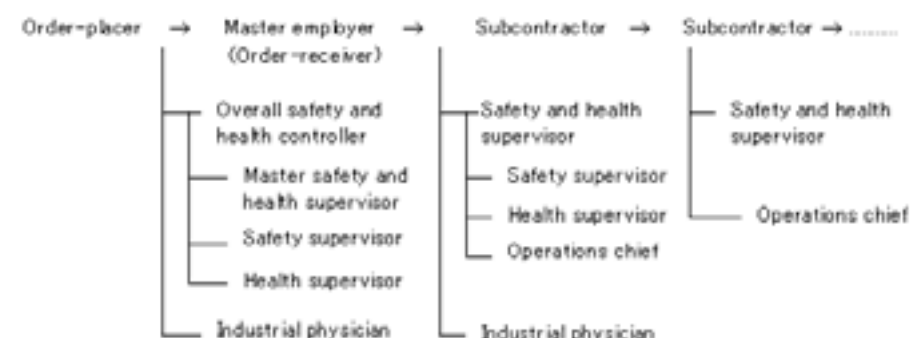 Order-placer → Master employer → Subcontractor → Subcontractor → .........
(Order-receiver)
Overall safety and
health controller
Master safety and
health supervisor
Safety supervisor
Health supervisor
Industrial physician
Safety and health
supervisor
Safety supervisor
Health supervisor
Operations chief
Industrial physician
Safety and health
supervisor
Operations chief